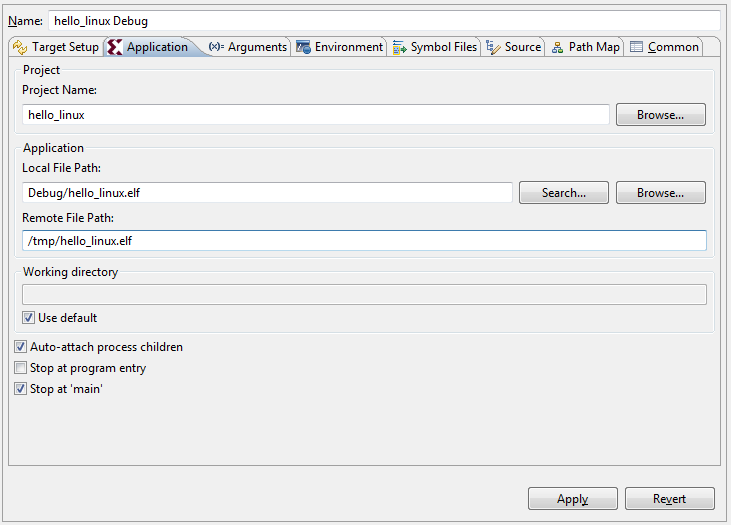 Name: hello_linux Debug
Target Setup Application (x)= Arguments Environment Symbol Files Source Path Map Common
Project
Project Name:
hello_linux Browse...
Application
Local File Path:
Debug/hello_linux.elf Search... Browse...
Remote File Path:
/tmp/hello_linux.elf
Working directory
Use default
Auto-attach process children
Stop at program entry
Stop at 'main'
Apply Revert